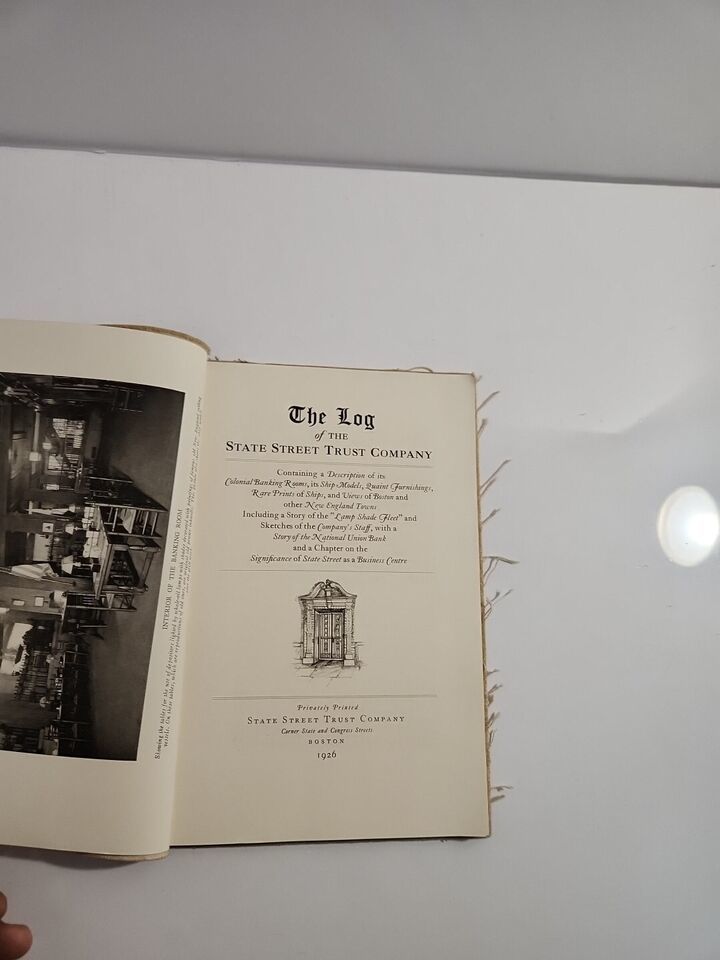 INTERIOR OF THE BANKING ROOM
The Log
of THE
STATE STREET TRUST COMPANY
Containing a Description of its
Colonial Banking Rooms, its Ship Models, Quaint Furnishings,
Rare Prints of Ships, and Views of Boston and
other New England Towns
Including a Story of the "Lamp Shade Fleet" and
Sketches of the Company's Staff, with a
Story of the National Union Bank
and a Chapter on the
Significance of State Street as a Business Centre
Privately Printed
STATE STREET TRUST COMPANY
Corner State and Congress Streets
BOSTON
1926